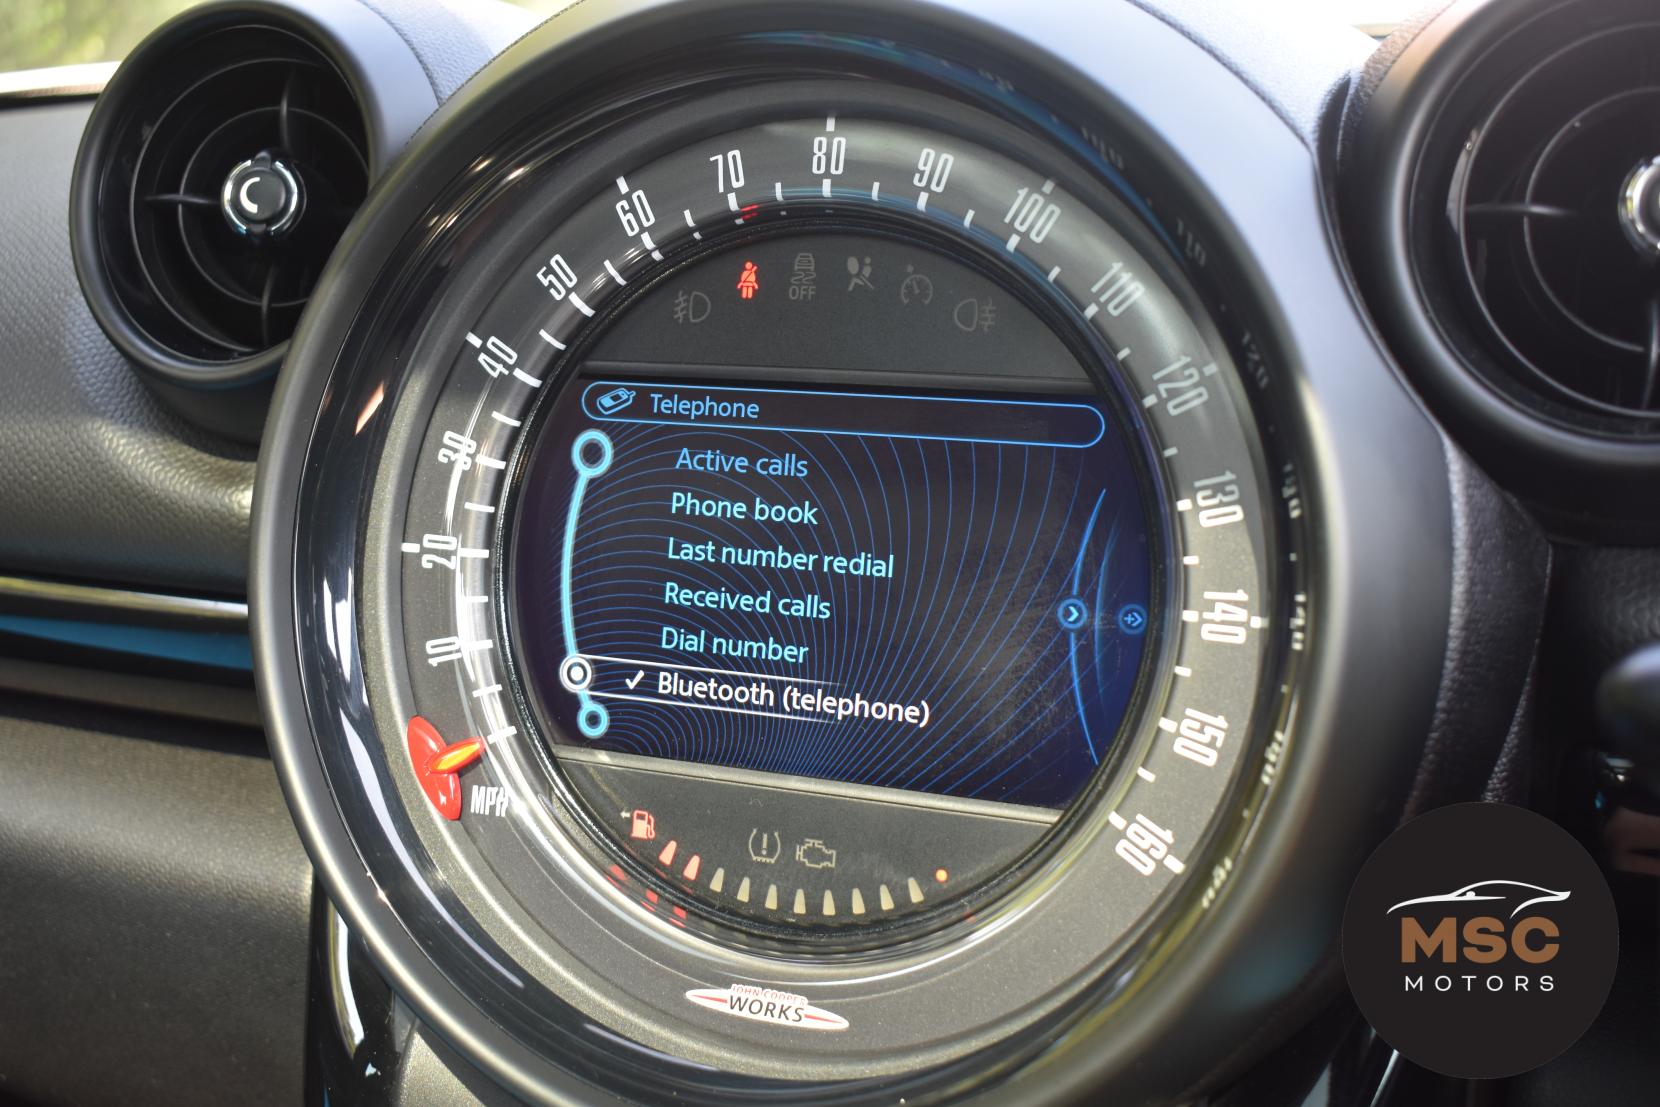 70
80
90
60
100
50
110
40
120
30
130
20
140
10
150
160
MPH
OFF
Telephone
Active calls
Phone book
Last number redial
Received calls
Dial number
✓ Bluetooth (telephone)
JOHN COOPER
WORKS
MSC
MOTORS